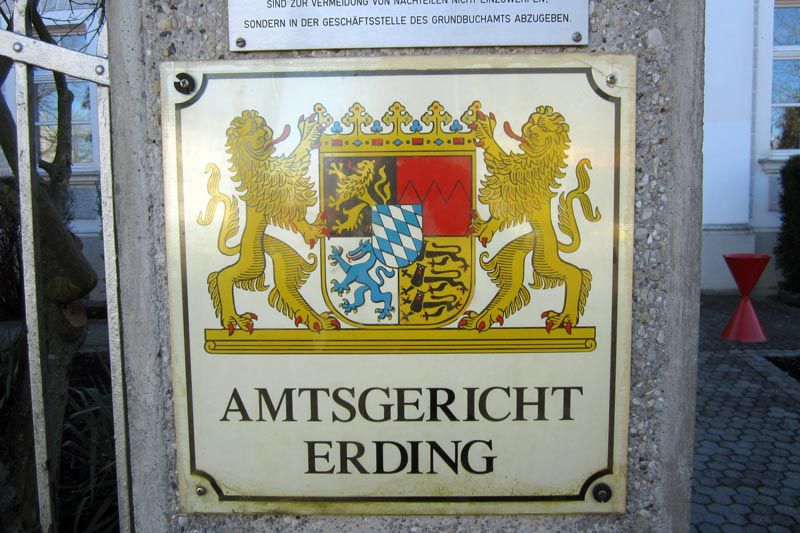 SIND ZUR VERMEIDUNG VON NACHTEILEN NICHT EINZUWERFEN,
SONDERN IN DER GESCHÄFTSSTELLE DES GRUNDBUCHAMTS ABZUGEBEN.
AMTSGERICHT
ERDING